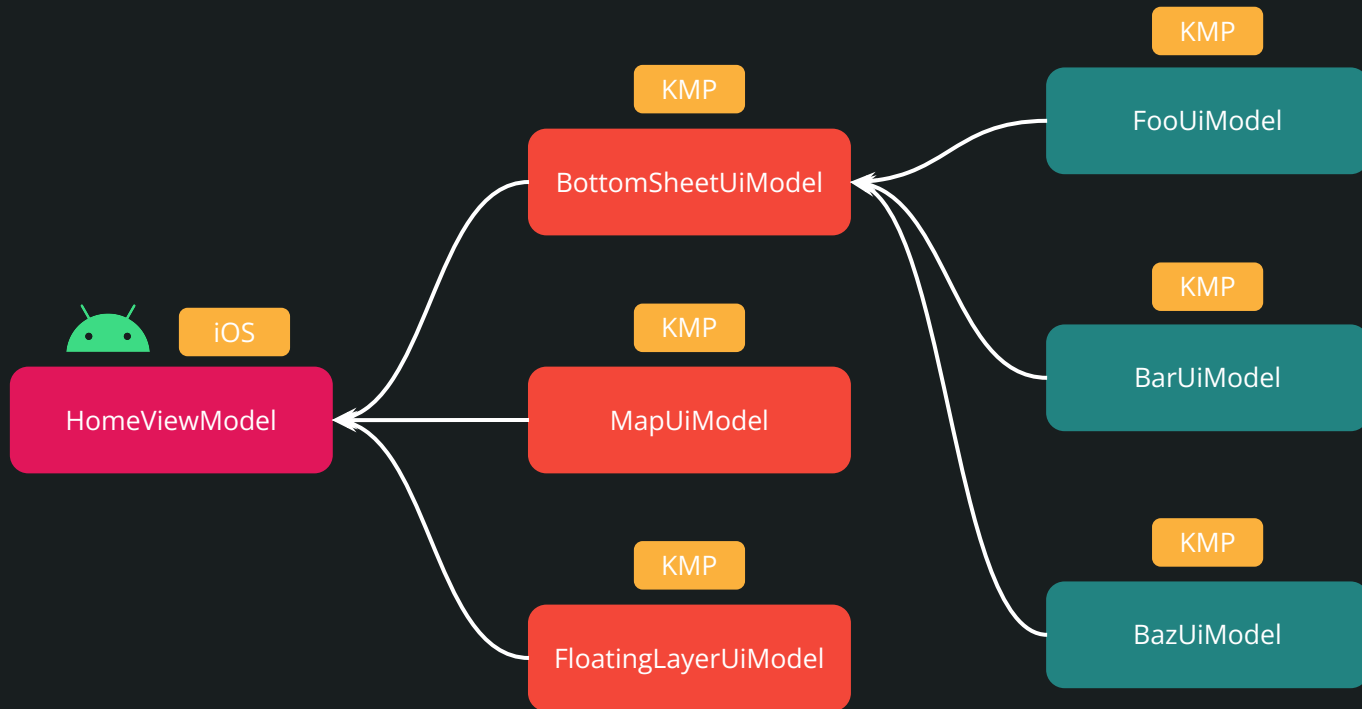 KMP
FooUiModel
KMP
BottomSheetUiModel
KMP
BarUiModel
iOS
HomeViewModel
KMP
MapUiModel
KMP
BazUiModel
KMP
FloatingLayerUiModel